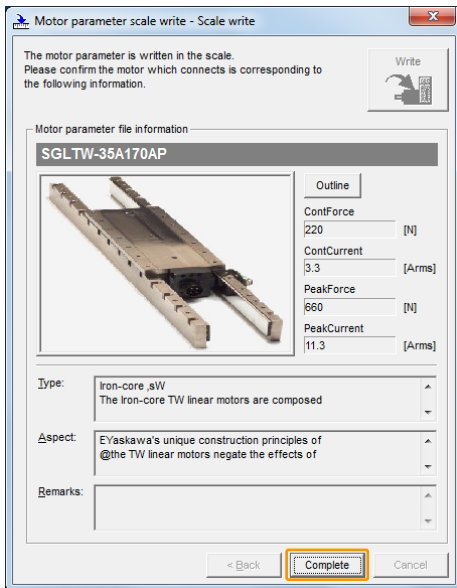 Motor parameter scale write - Scale write
The motor parameter is written in the scale.
Please confirm the motor which connects is corresponding to
the following information.
Write
Motor parameter file information
SGLTW-35A170AP
Outline
ContForce
220 [N]
ContCurrent
3.3 [Arms]
PeakForce
660 [N]
PeakCurrent
11.3 [Arms]
Type: Iron-core ,sW
The Iron-core TW linear motors are composed
Aspect: EYaskawa's unique construction principles of
@the TW linear motors negate the effects of
Remarks:
< Back Complete Cancel